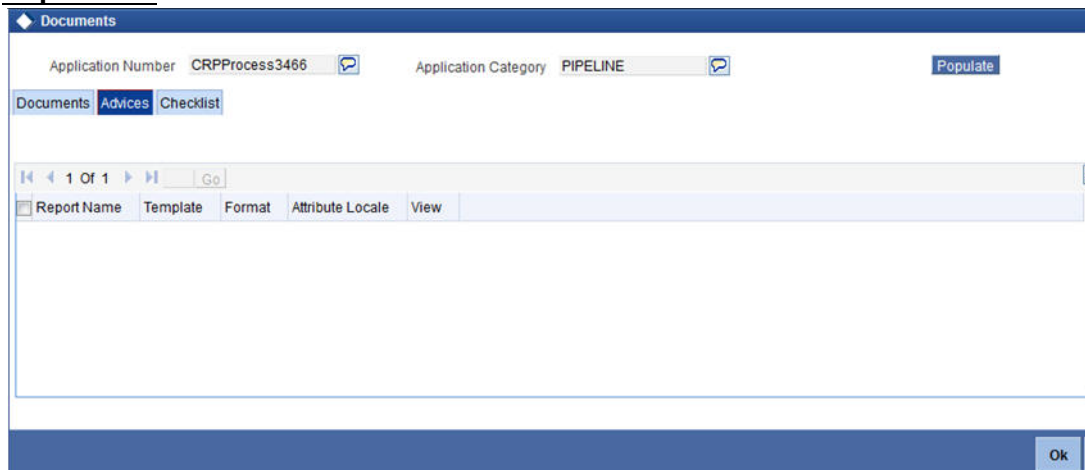 Documents
Application Number CRPProcess3466 Application Category PIPELINE Populate
Documents Advices Checklist
1 Of 1 Go
Report Name Template Format Attribute Locale View
Ok